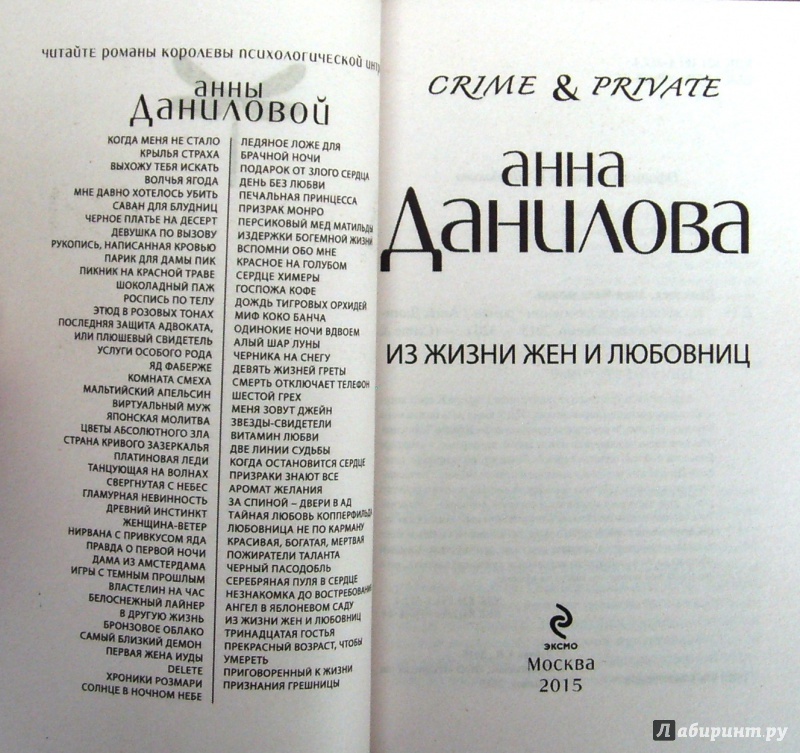 читайте романы королевы психологической
анны
Даниловой
КОГДА МЕНЯ НЕ СТАЛО
КРЫЛЬЯ СТРАХА
ВЫХОЖУ ТЕБЯ ИСКАТЬ
ВОЛЧЬЯ ЯГОДА
МНЕ ДАВНО ХОТЕЛОСЬ УБИТЬ
САВАН ДЛЯ БЛУДНИЦ
ЧЕРНОЕ ПЛАТЬЕ НА ДЕСЕРТ
ДЕВУШКА ПО ВЫЗОВУ
РУКОПИСЬ, НАПИСАННАЯ КРОВЬЮ
ПАРИК ДЛЯ ДАМЫ ПИК
ПИКНИК НА КРАСНОЙ ТРАВЕ
ШОКОЛАДНЫЙ ПАЖ
РОСПИСЬ ПО ТЕЛУ
ЭТЮД В РОЗОВЫХ ТОНАХ
ПОСЛЕДНЯЯ ЗАЩИТА АДВОКАТА,
ИЛИ ПЛЮШЕВЫЙ СВИДЕТЕЛЬ
УСЛУГИ ОСОБОГО РОДА
ЯД ФАБЕРЖЕ
КОМНАТА СМЕХА
МАЛЬТИЙСКИЙ АПЕЛЬСИН
ВИРТУАЛЬНЫЙ МУЖ
ЯПОНСКАЯ МОЛИТВА
ЦВЕТЫ АБСОЛЮТНОГО ЗЛА
СТРАНА КРИВОГО ЗАЗЕРКАЛЬЯ
ПЛАТИНОВАЯ ЛЕДИ
ТАНЦУЮЩАЯ НА ВОЛНАХ
СВЕРГНУТАЯ С НЕБЕС
ГЛАМУРНАЯ НЕВИННОСТЬ
ДРЕВНИЙ ИНСТИНКТ
ЖЕНЩИНА-ВЕТЕР
НИРВАНА С ПРИВКУСОМ ЯДА
ПРАВДА О ПЕРВОЙ НОЧИ
ДАМА ИЗ АМСТЕРДАМА
ИГРЫ С ТЕМНЫМ ПРОШЛЫМ
ВЛАСТЕЛИН НА ЧАС
БЕЛОСНЕЖНЫЙ ЛАЙНЕР
В ДРУГУЮ ЖИЗНЬ
БРОНЗОВОЕ ОБЛАКО
САМЫЙ БЛИЗКИЙ ДЕМОН
ПЕРВАЯ ЖЕНА ИУДЫ
DELETE
ХРОНИКИ РОЗМАРИ
СОЛНЦЕ В НОЧНОМ НЕБЕ
ЛЕДЯНОЕ ЛОЖЕ ДЛЯ
БРАЧНОЙ НОЧИ
ПОДАРОК ОТ ЗЛОГО СЕРДЦА
ДЕНЬ БЕЗ ЛЮБВИ
ПЕЧАЛЬНАЯ ПРИНЦЕССА
ПРИЗРАК МОНРО
ПЕРСИКОВЫЙ МЕД МАТИЛЬДЫ
ИЗДЕРЖКИ БОГЕМНОЙ ЖИЗНИ
ВСПОМНИ ОБО МНЕ
КРАСНОЕ НА ГОЛУБОМ
СЕРДЦЕ ХИМЕРЫ
ГОСПОЖА КОФЕ
ДОЖДЬ ТИГРОВЫХ ОРХИДЕЙ
МИФ КОКО БАНЧА
ОДИНОКИЕ НОЧИ ВДВОЕМ
АЛЫЙ ШАР ЛУНЫ
ЧЕРНИКА НА СНЕГУ
ДЕВЯТЬ ЖИЗНЕЙ ГРЕТЫ
СМЕРТЬ ОТКЛЮЧАЕТ ТЕЛЕФОН
ШЕСТОЙ ГРЕХ
МЕНЯ ЗОВУТ ДЖЕЙН
ЗВЕЗДЫ-СВИДЕТЕЛИ
ВИТАМИН ЛЮБВИ
ДВЕ ЛИНИИ СУДЬБЫ
КОГДА ОСТАНОВИТСЯ СЕРДЦЕ
ПРИЗРАКИ ЗНАЮТ ВСЕ
АРОМАТ ЖЕЛАНИЯ
ЗА СПИНОЙ – ДВЕРИ В АД
ТАЙНАЯ ЛЮБОВЬ КОППЕРФИЛЬДА
ЛЮБОВНИЦА НЕ ПО КАРМАНУ
КРАСИВАЯ, БОГАТАЯ, МЕРТВАЯ
ПОЖИРАТЕЛИ ТАЛАНТА
ЧЕРНЫЙ ПАСОДОБЛЬ
СЕРЕБРЯНАЯ ПУЛЯ В СЕРДЦЕ
НЕЗНАКОМКА ДО ВОСТРЕБОВАНИЯ
АНГЕЛ В ЯБЛОНЕВОМ САДУ
ИЗ ЖИЗНИ ЖЕН И ЛЮБОВНИЦ
ТРИНАДЦАТАЯ ГОСТЬЯ
ПРЕКРАСНЫЙ ВОЗРАСТ, ЧТОБЫ
УМЕРЕТЬ
ПРИГОВОРЕННЫЙ К ЖИЗНИ
ПРИЗНАНИЯ ГРЕШНИЦЫ
CRIME & PRIVATE
анна
Данилова
ИЗ ЖИЗНИ ЖЕН И ЛЮБОВНИЦ
ЭКСМО
Москва
2015
Лабиринт.ру